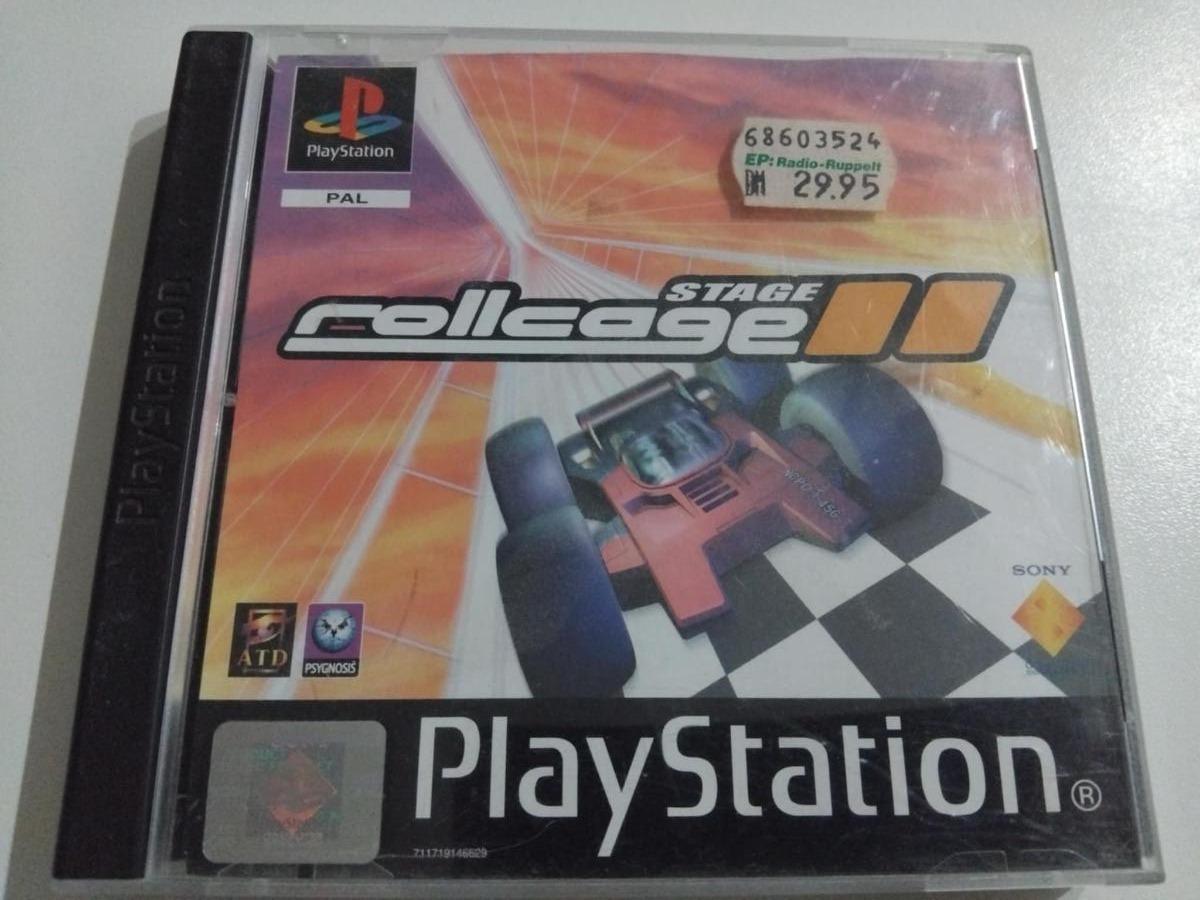 PlayStation
PlayStation
PAL
68603524
EP: Radio-Ruppelt
DM 29.95
STAGE
rollcage II
SONY
ATD
PSYGNOSIS
PlayStation®
711719146629